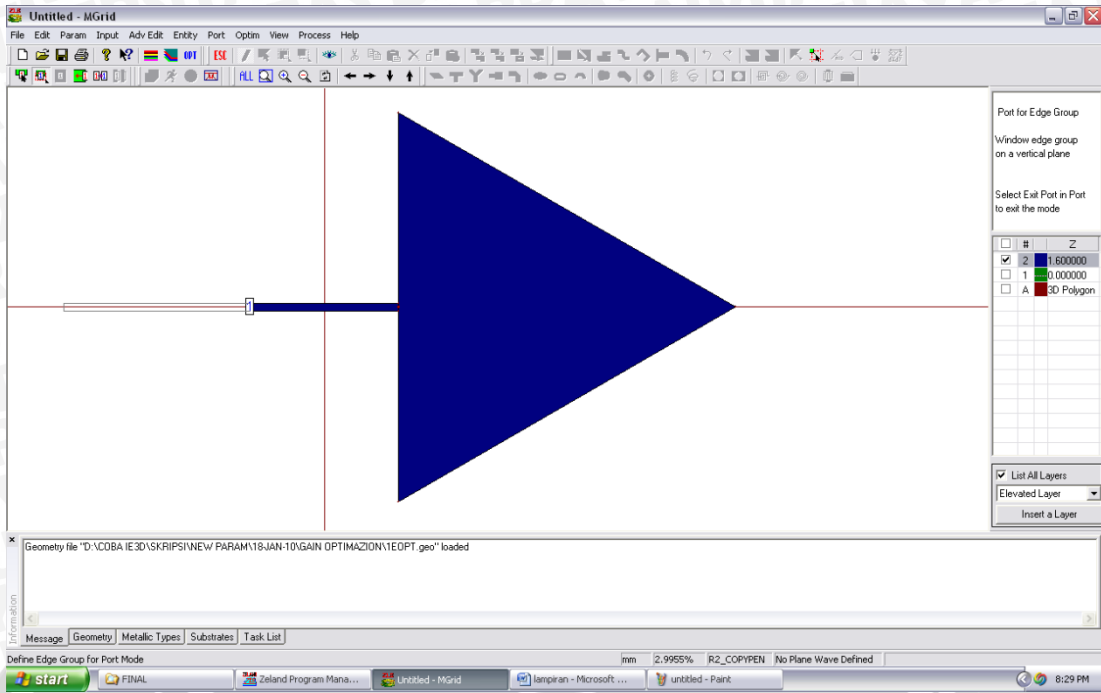 Untitled - MGrid
File Edit Param Input Adv Edit Entity Port Optim View Process Help
OPT ESC
ALL
Port for Edge Group
Window edge group
on a vertical plane
Select Exit Port in Port
to exit the mode
# Z
2 1.600000
1 0.000000
A 3D Polygon
1
List All Layers
Elevated Layer
Insert a Layer
Geometry file "D:\COBA IE3D\SKRIPSI\NEW PARAM\18-JAN-10\GAIN OPTIMAZION\1EOPT.geo" loaded
Information
Message Geometry Metallic Types Substrates Task List
Define Edge Group for Port Mode mm 2.9955% R2_COPYPEN No Plane Wave Defined
start FINAL Zeland Program Mana... Untitled - MGrid lampiran - Microsoft ... untitled - Paint 8:29 PM